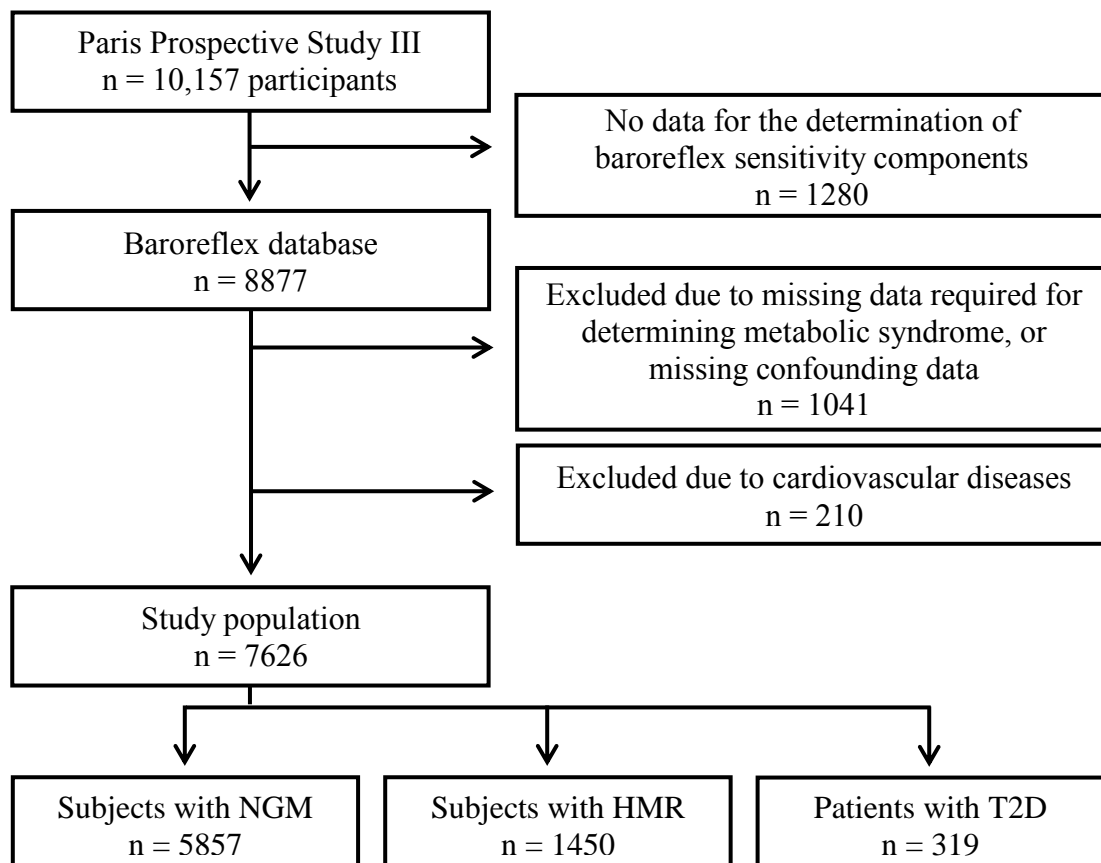 Paris Prospective Study III
n = 10,157 participants
No data for the determination of
baroreflex sensitivity components
n = 1280
Baroreflex database
n = 8877
Excluded due to missing data required for
determining metabolic syndrome, or
missing confounding data
n = 1041
Excluded due to cardiovascular diseases
n = 210
Study population
n = 7626
Subjects with NGM
n = 5857
Subjects with HMR
n = 1450
Patients with T2D
n = 319